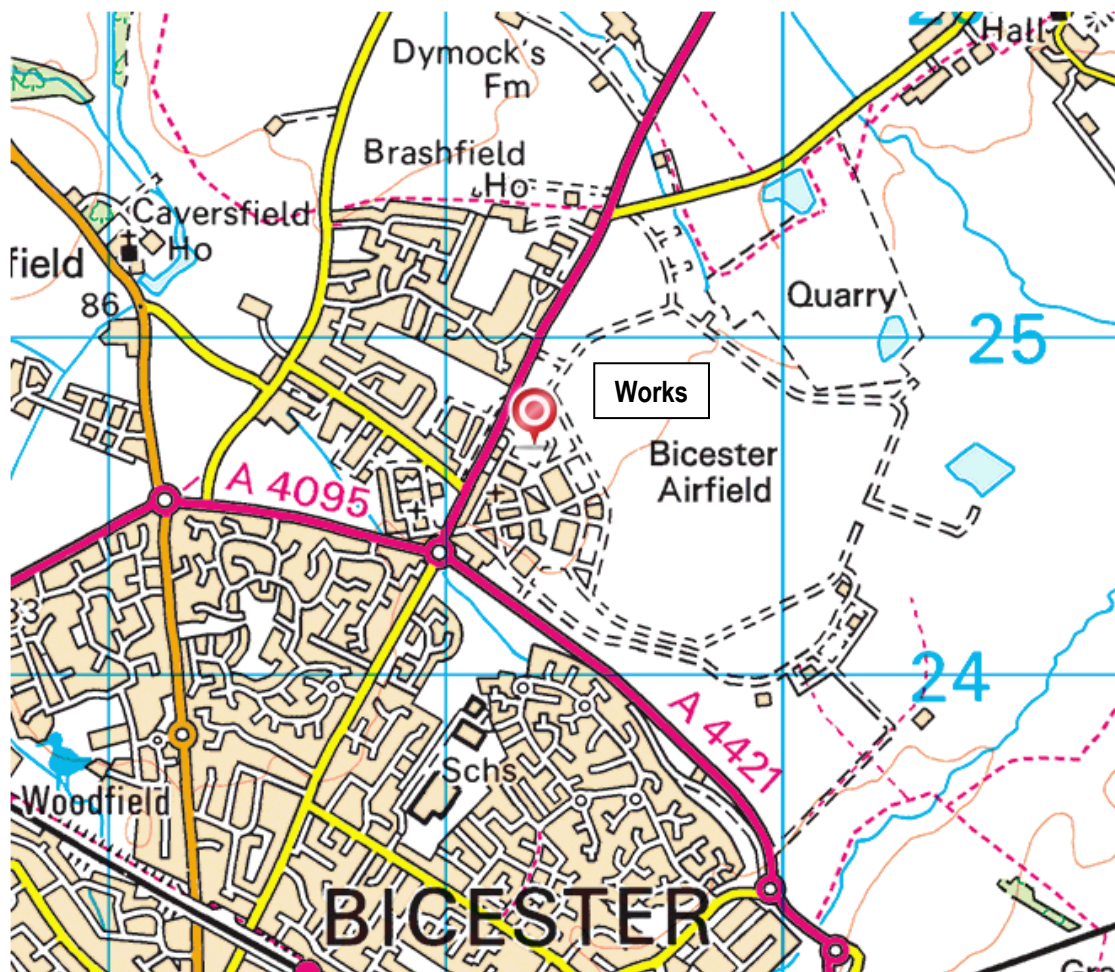 Hall
Dymock's
Fm
Brashfield
Ho
Caversfield
Ho
field
86
Quarry
25
Works
Bicester
Airfield
A 4095
24
A 4421
Schs
Woodfield
BICESTER